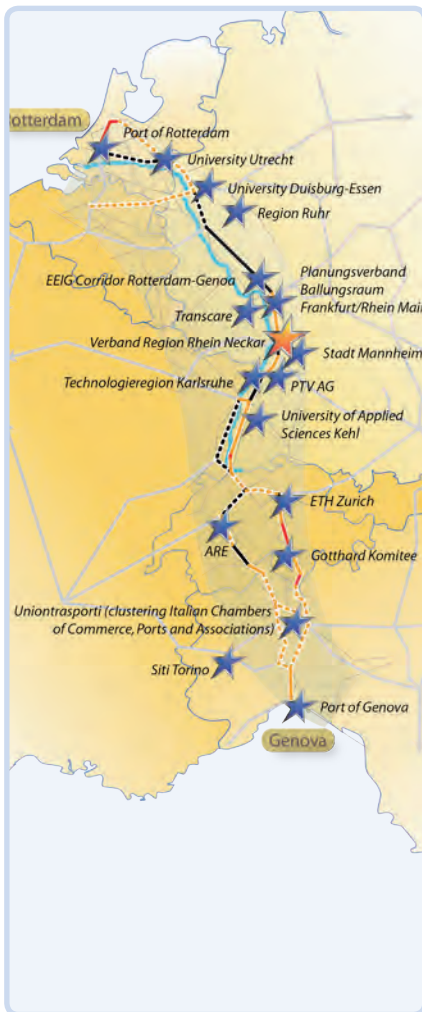 Rotterdam
Port of Rotterdam
University Utrecht
University Duisburg-Essen
Region Ruhr
EEIG Corridor Rotterdam-Genoa
Planungsverband
Ballungsraum
Frankfurt/Rhein Main
Transcare
Verband Region Rhein Neckar
Stadt Mannheim
Technologieregion Karlsruhe
PTV AG
University of Applied
Sciences Kehl
ETH Zurich
ARE
Gotthard Komitee
Uniontrasporti (clustering Italian Chambers
of Commerce, Ports and Associations)
Siti Torino
Port of Genova
Genova